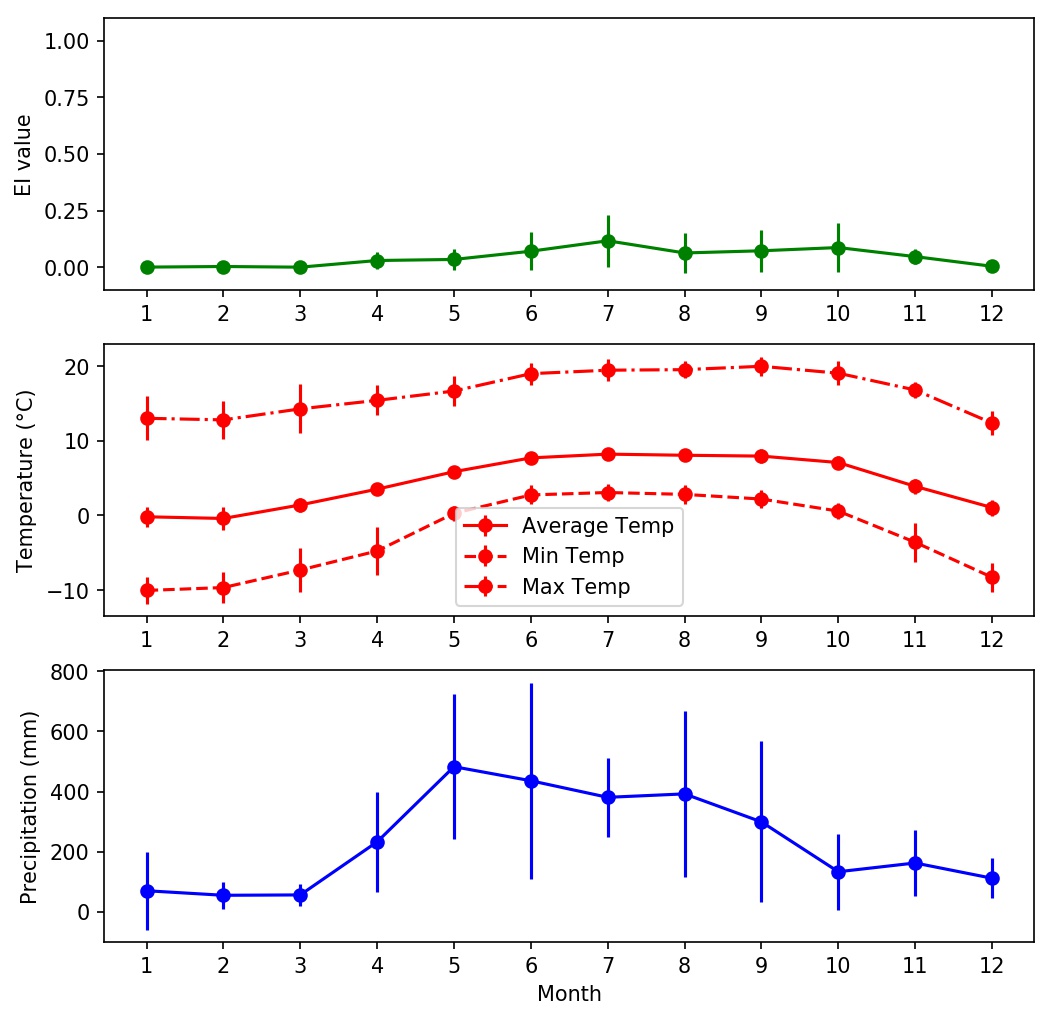 EI value
1.00
0.75
0.50
0.25
0.00
1 2 3 4 5 6 7 8 9 10 11 12
Temperature (°C)
20
10
0
−10
Average Temp
Min Temp
Max Temp
1 2 3 4 5 6 7 8 9 10 11 12
Precipitation (mm)
800
600
400
200
0
1 2 3 4 5 6 7 8 9 10 11 12
Month